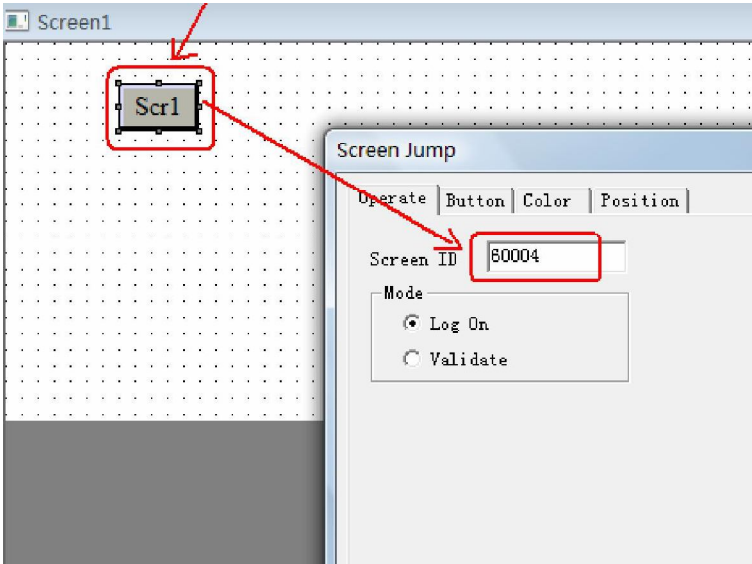 Screen1
Scr1
Screen Jump
Operate Button Color Position
Screen ID 60004
Mode
Log On
Validate